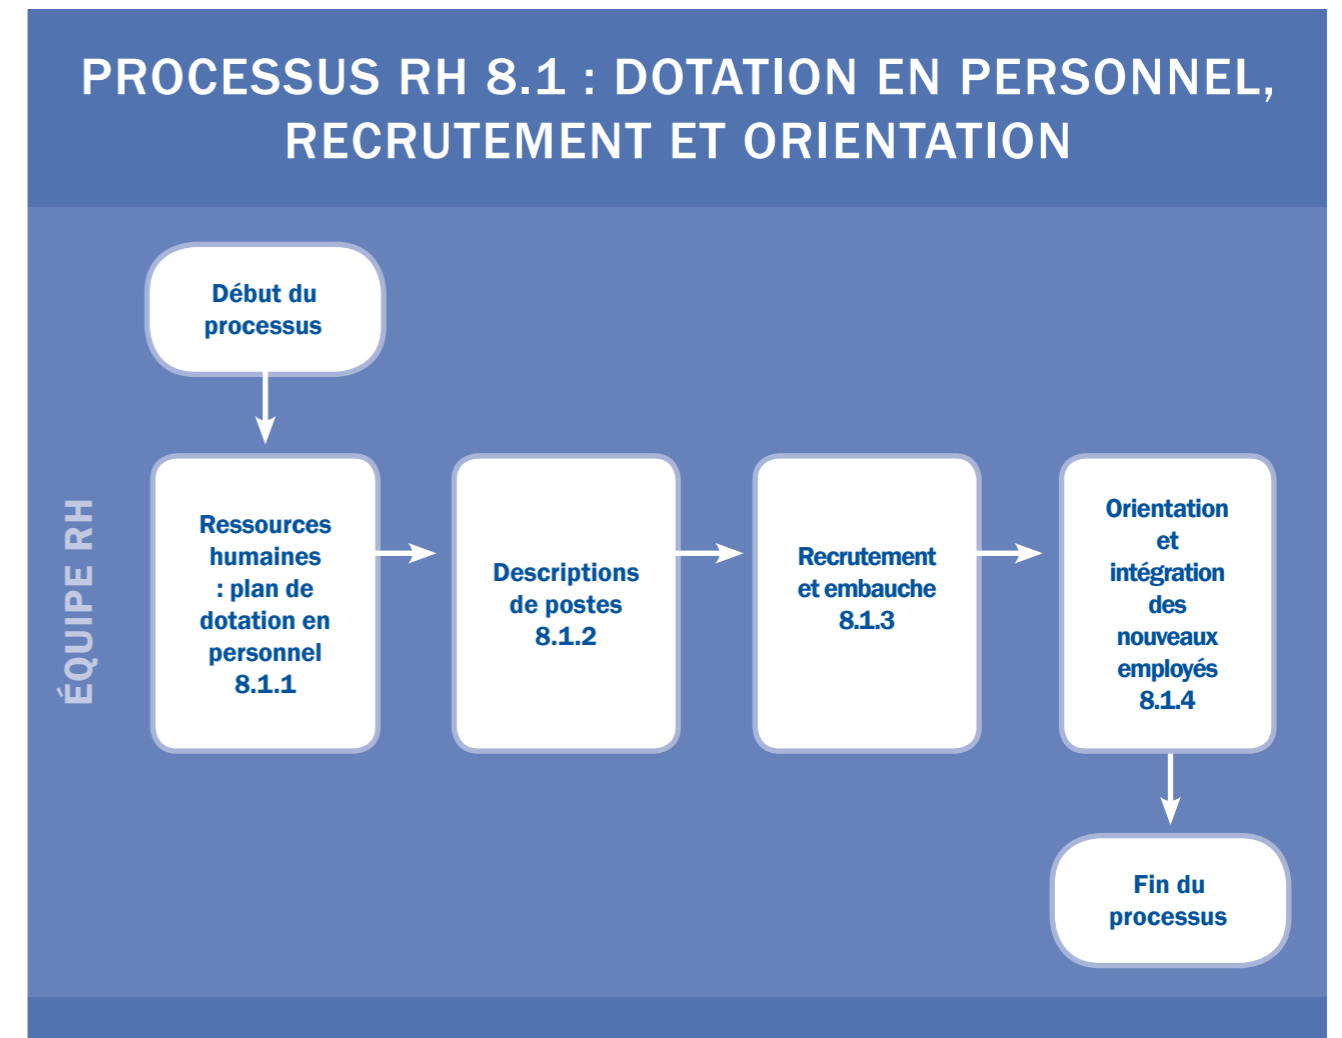 PROCESSUS RH 8.1 : DOTATION EN PERSONNEL,
RECRUTEMENT ET ORIENTATION
Début du
processus
ÉQUIPE RH
Ressources
humaines
: plan de
dotation en
personnel
8.1.1
Descriptions
de postes
8.1.2
Recrutement
et embauche
8.1.3
Orientation
et
intégration
des
nouveaux
employés
8.1.4
Fin du
processus